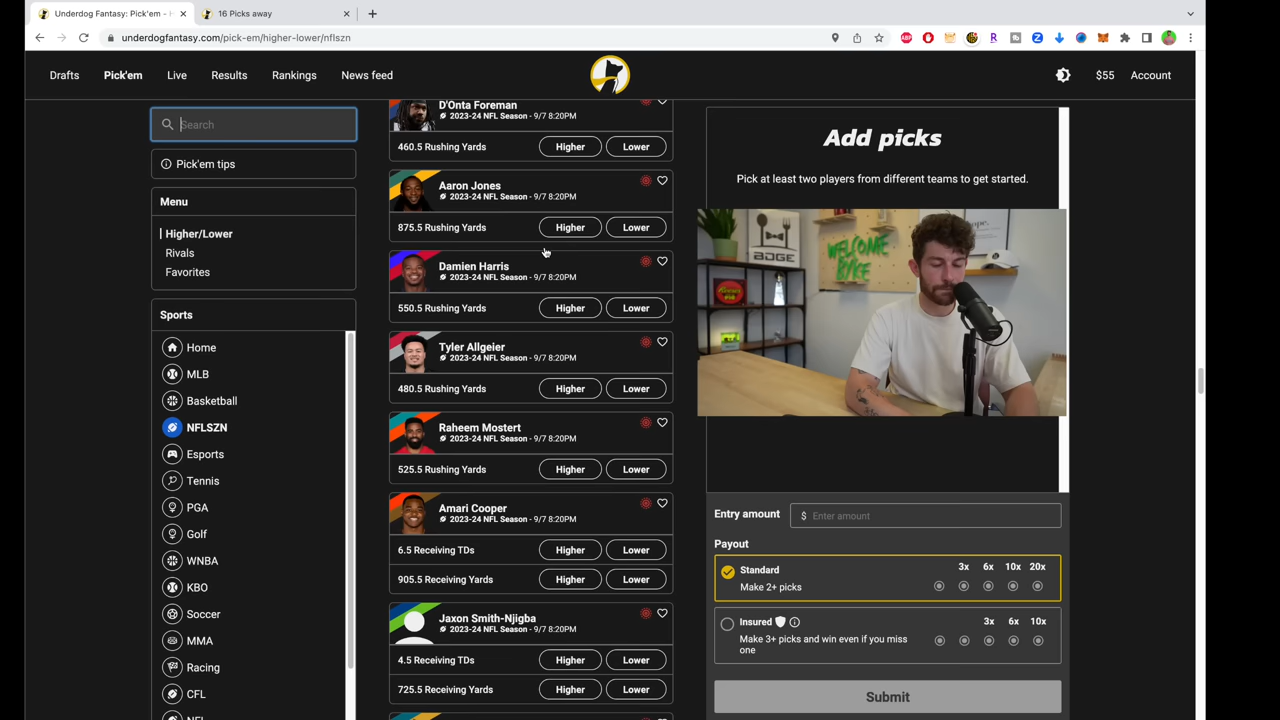 Underdog Fantasy: Pick'em -
16 Picks away
underdogfantasy.com/pick-em/higher-lower/nflszn
Drafts
Pick'em
Live
Results
Rankings
News feed
$55
Account
Search
Pick'em tips
Menu
Higher/Lower
Rivals
Favorites
Sports
Home
MLB
Basketball
NFLSZN
Esports
Tennis
PGA
Golf
WNBA
KBO
Soccer
MMA
Racing
CFL
NFL
D'Onta Foreman
2023-24 NFL Season - 9/7 8:20PM
460.5 Rushing Yards Higher Lower
Aaron Jones
2023-24 NFL Season - 9/7 8:20PM
875.5 Rushing Yards Higher Lower
Damien Harris
2023-24 NFL Season - 9/7 8:20PM
550.5 Rushing Yards Higher Lower
Tyler Allgeier
2023-24 NFL Season - 9/7 8:20PM
480.5 Rushing Yards Higher Lower
Raheem Mostert
2023-24 NFL Season - 9/7 8:20PM
525.5 Rushing Yards Higher Lower
Amari Cooper
2023-24 NFL Season - 9/7 8:20PM
6.5 Receiving TDs Higher Lower
905.5 Receiving Yards Higher Lower
Jaxon Smith-Njigba
2023-24 NFL Season - 9/7 8:20PM
4.5 Receiving TDs Higher Lower
725.5 Receiving Yards Higher Lower
Add picks
Pick at least two players from different teams to get started.
WELCOME
BDGE
Entry amount $ Enter amount
Payout
Standard 3x 6x 10x 20x
Make 2+ picks
Insured 3x 6x 10x
Make 3+ picks and win even if you miss
one
Submit